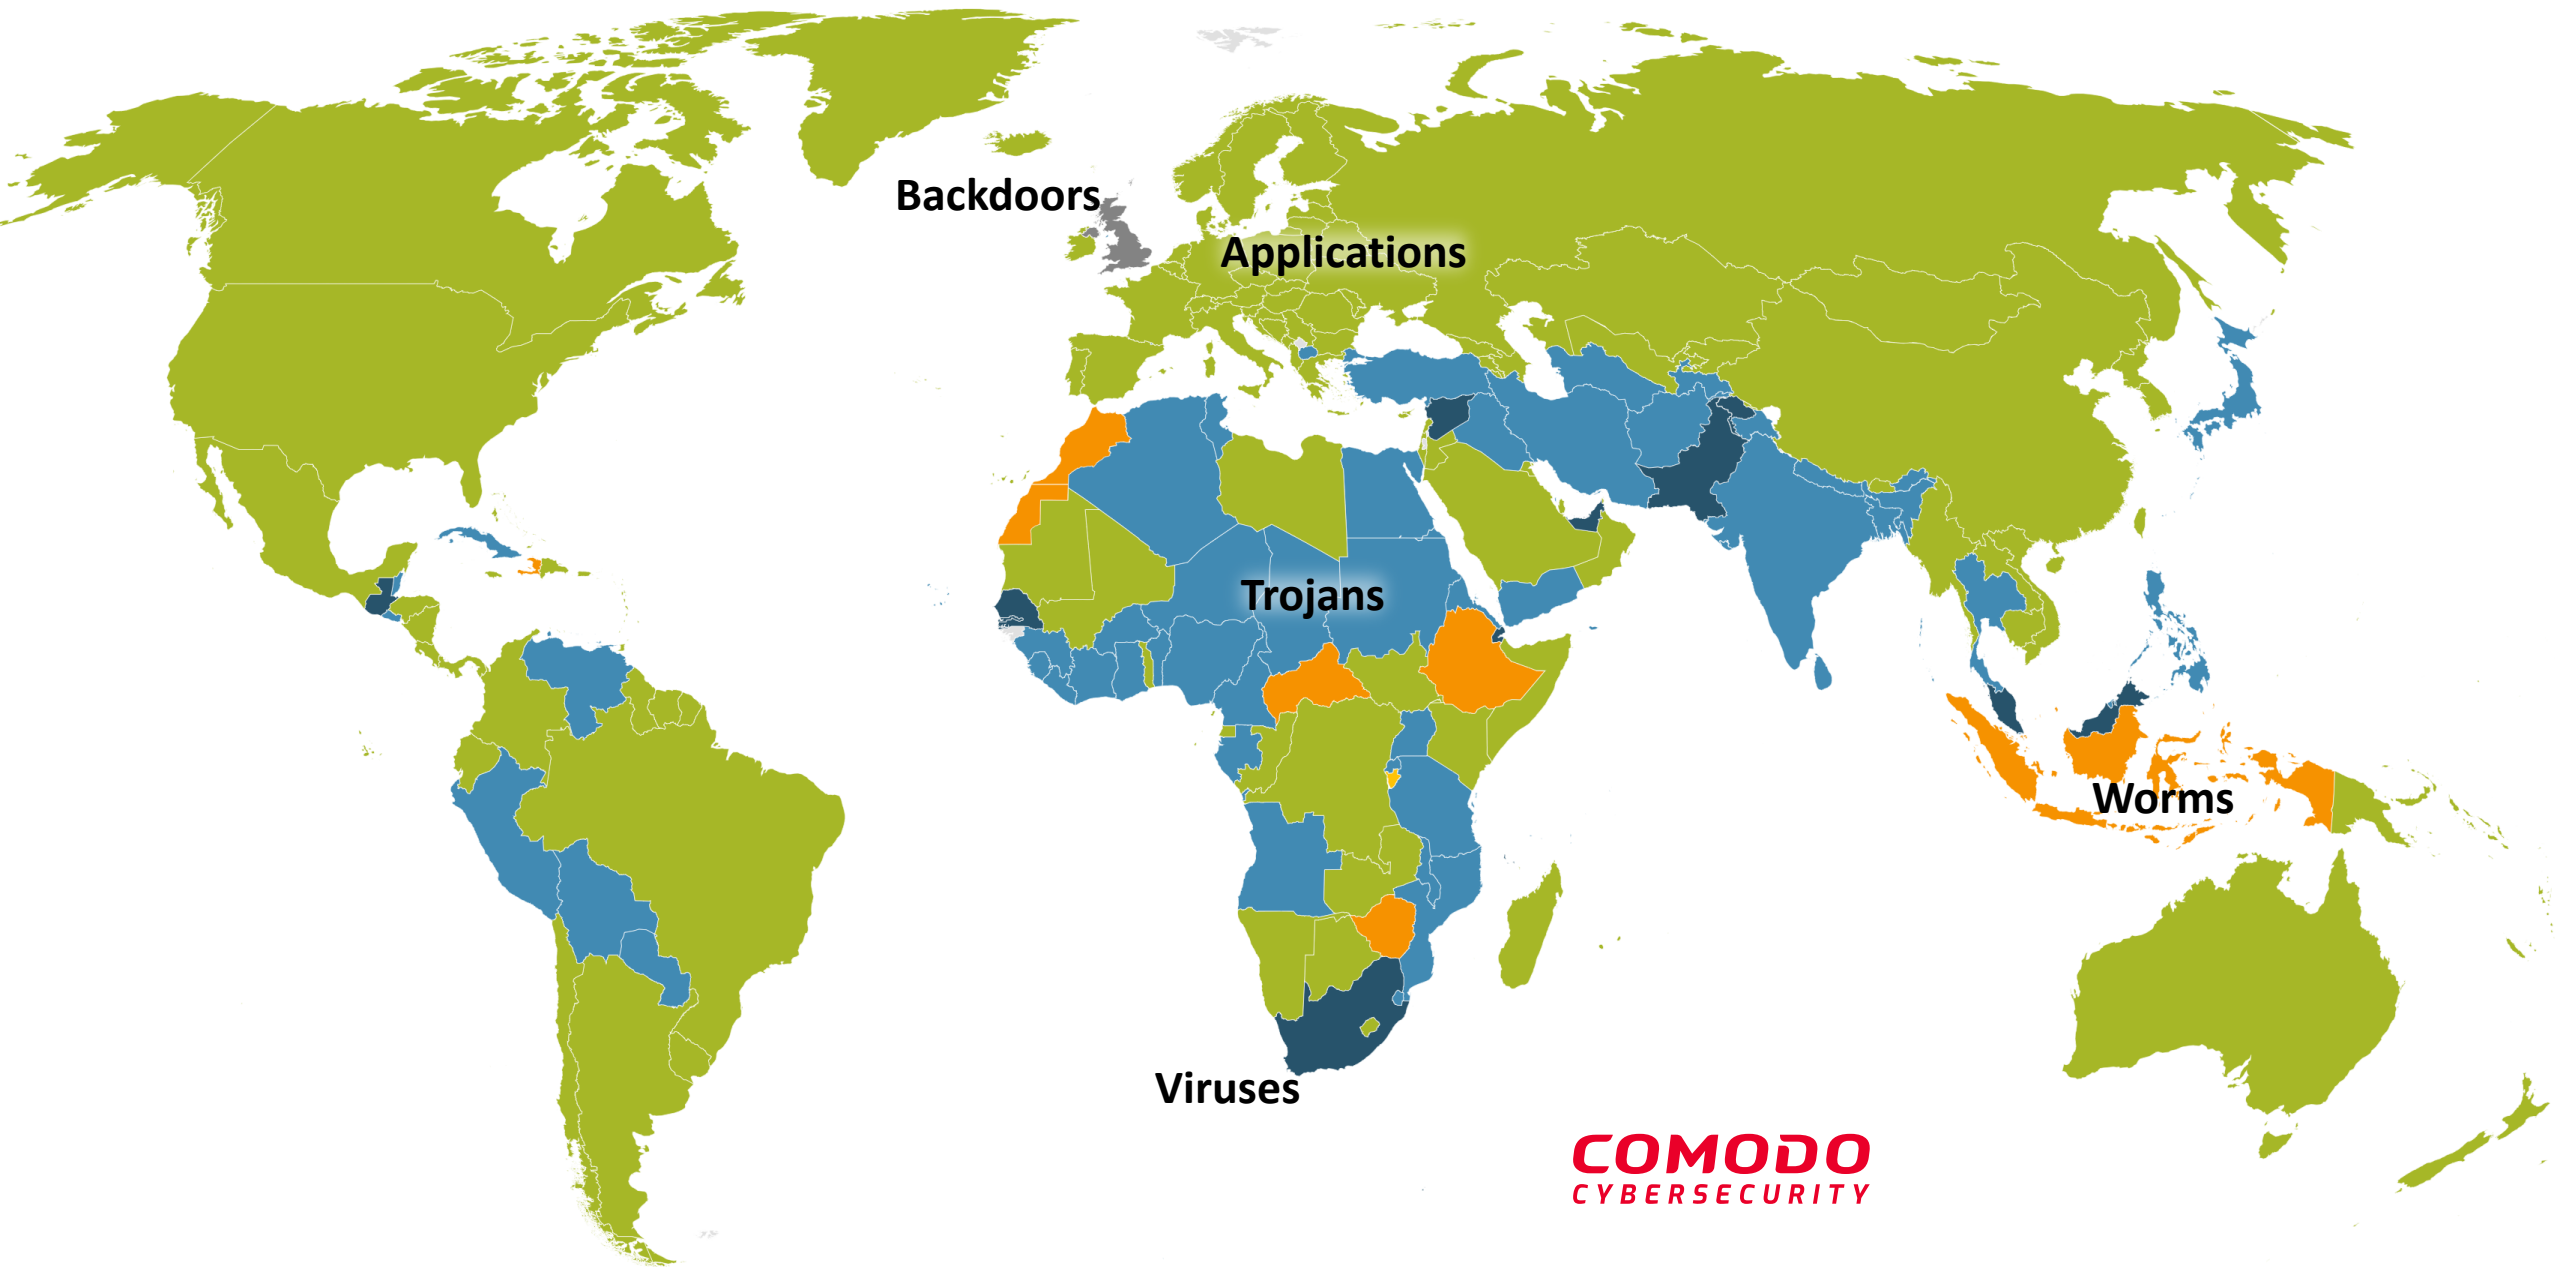 Backdoors
Applications
Trojans
Worms
Viruses
COMODO
CYBERSECURITY